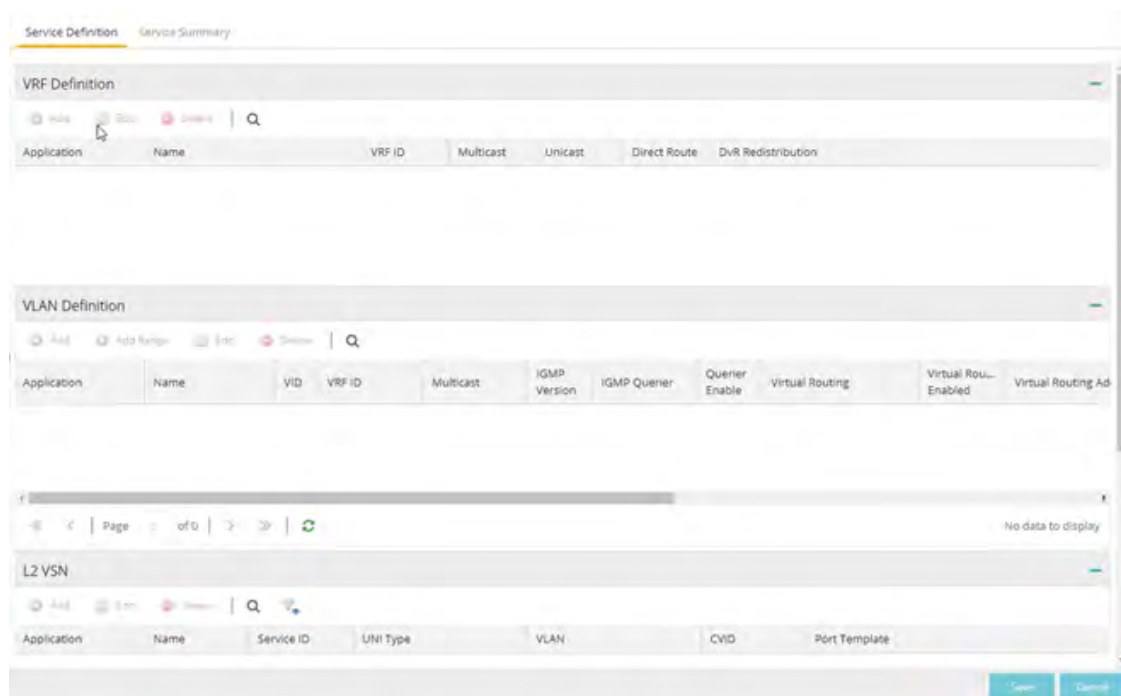 Service Definition Service Summary
VRF Definition
Add Edit Delete
Application Name VRF ID Multicast Unicast Direct Route DvR Redistribution
VLAN Definition
Add Add Range Edit Delete
Application Name VID VRF ID Multicast IGMP Version IGMP Querier Querier Enable Virtual Routing Virtual Rou... Enabled Virtual Routing Ad
Page of 0 No data to display
L2 VSN
Add Edit Delete
Application Name Service ID UNI Type VLAN CVID Port Template
Save Cancel